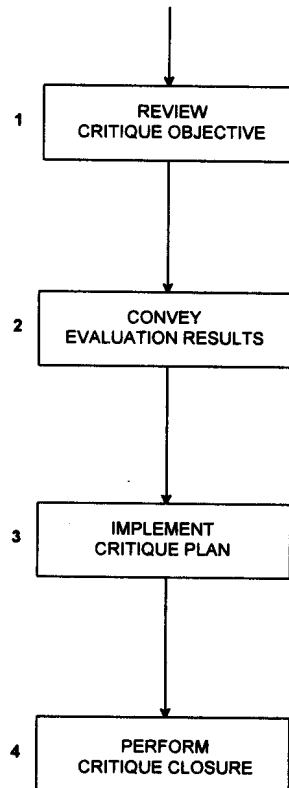 1
REVIEW
CRITIQUE OBJECTIVE
2
CONVEY
EVALUATION RESULTS
3
IMPLEMENT
CRITIQUE PLAN
4
PERFORM
CRITIQUE CLOSURE